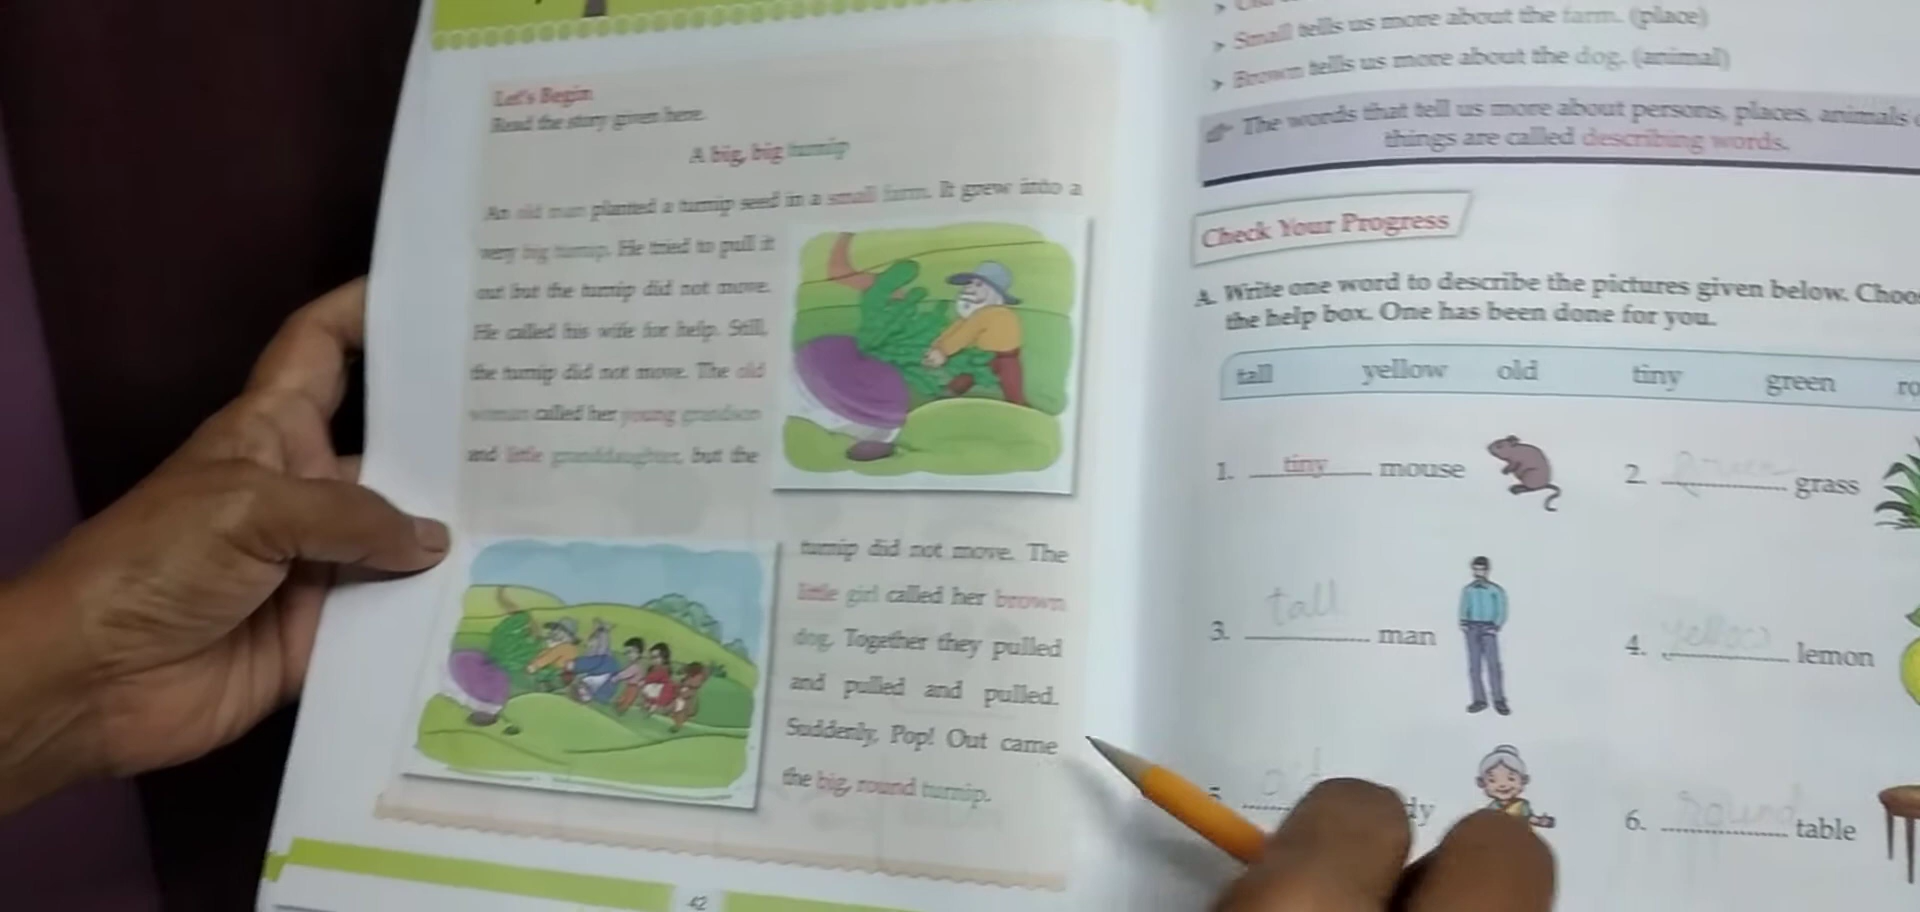 Let's Begin
Read the story given here.
A big, big turnip
An old man planted a turnip seed in a small farm. It grew into a
very big turnip. He tried to pull it
out but the turnip did not move.
He called his wife for help. Still,
the turnip did not move. The old
woman called her young grandson
and little granddaughter, but the
turnip did not move. The
little girl called her brown
dog. Together they pulled
and pulled and pulled.
Suddenly, Pop! Out came
the big, round turnip.
42
➤ Small tells us more about the farm. (place)
➤ Brown tells us more about the dog. (animal)
The words that tell us more about persons, places, animals
things are called describing words.
Check Your Progress
A. Write one word to describe the pictures given below.
the help box. One has been done for you.
tall yellow old tiny green
1. tiny mouse
2. green grass
3. tall man
4. yellow lemon
old
6. round table